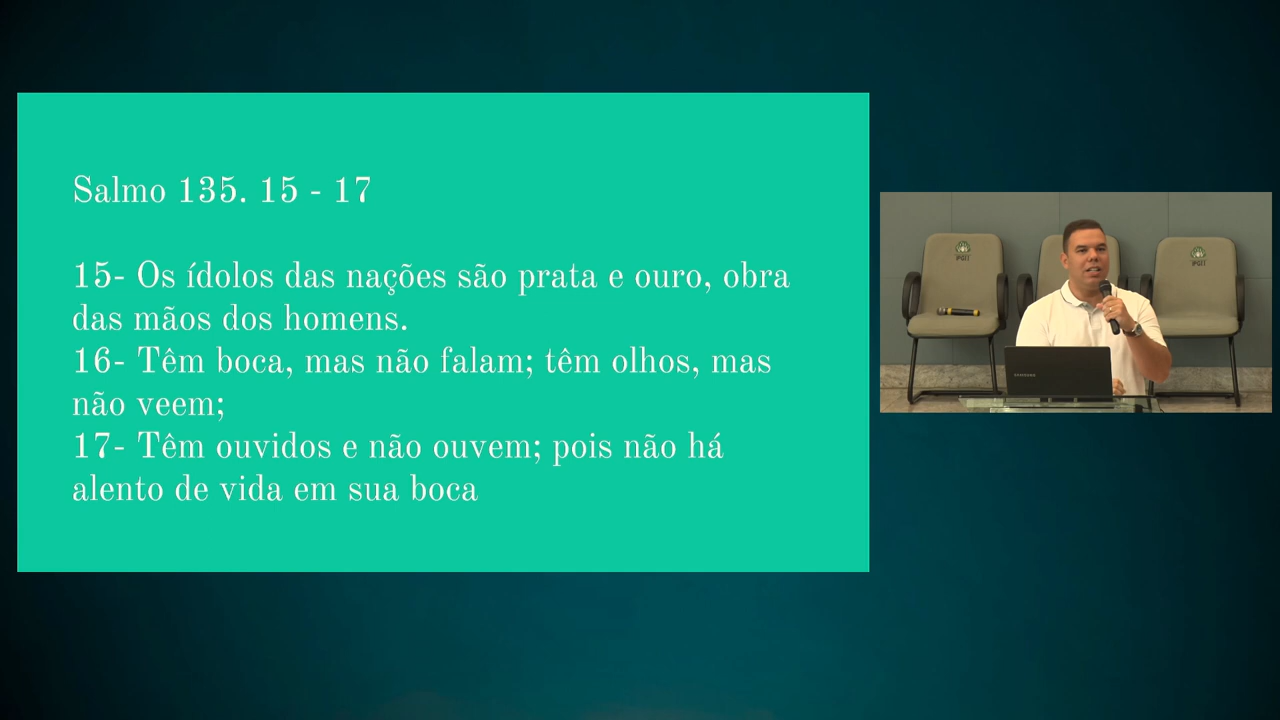 Salmo 135. 15 - 17
15- Os ídolos das nações são prata e ouro, obra
das mãos dos homens.
16- Têm boca, mas não falam; têm olhos, mas
não veem;
17- Têm ouvidos e não ouvem; pois não há
alento de vida em sua boca
SAMSUNG